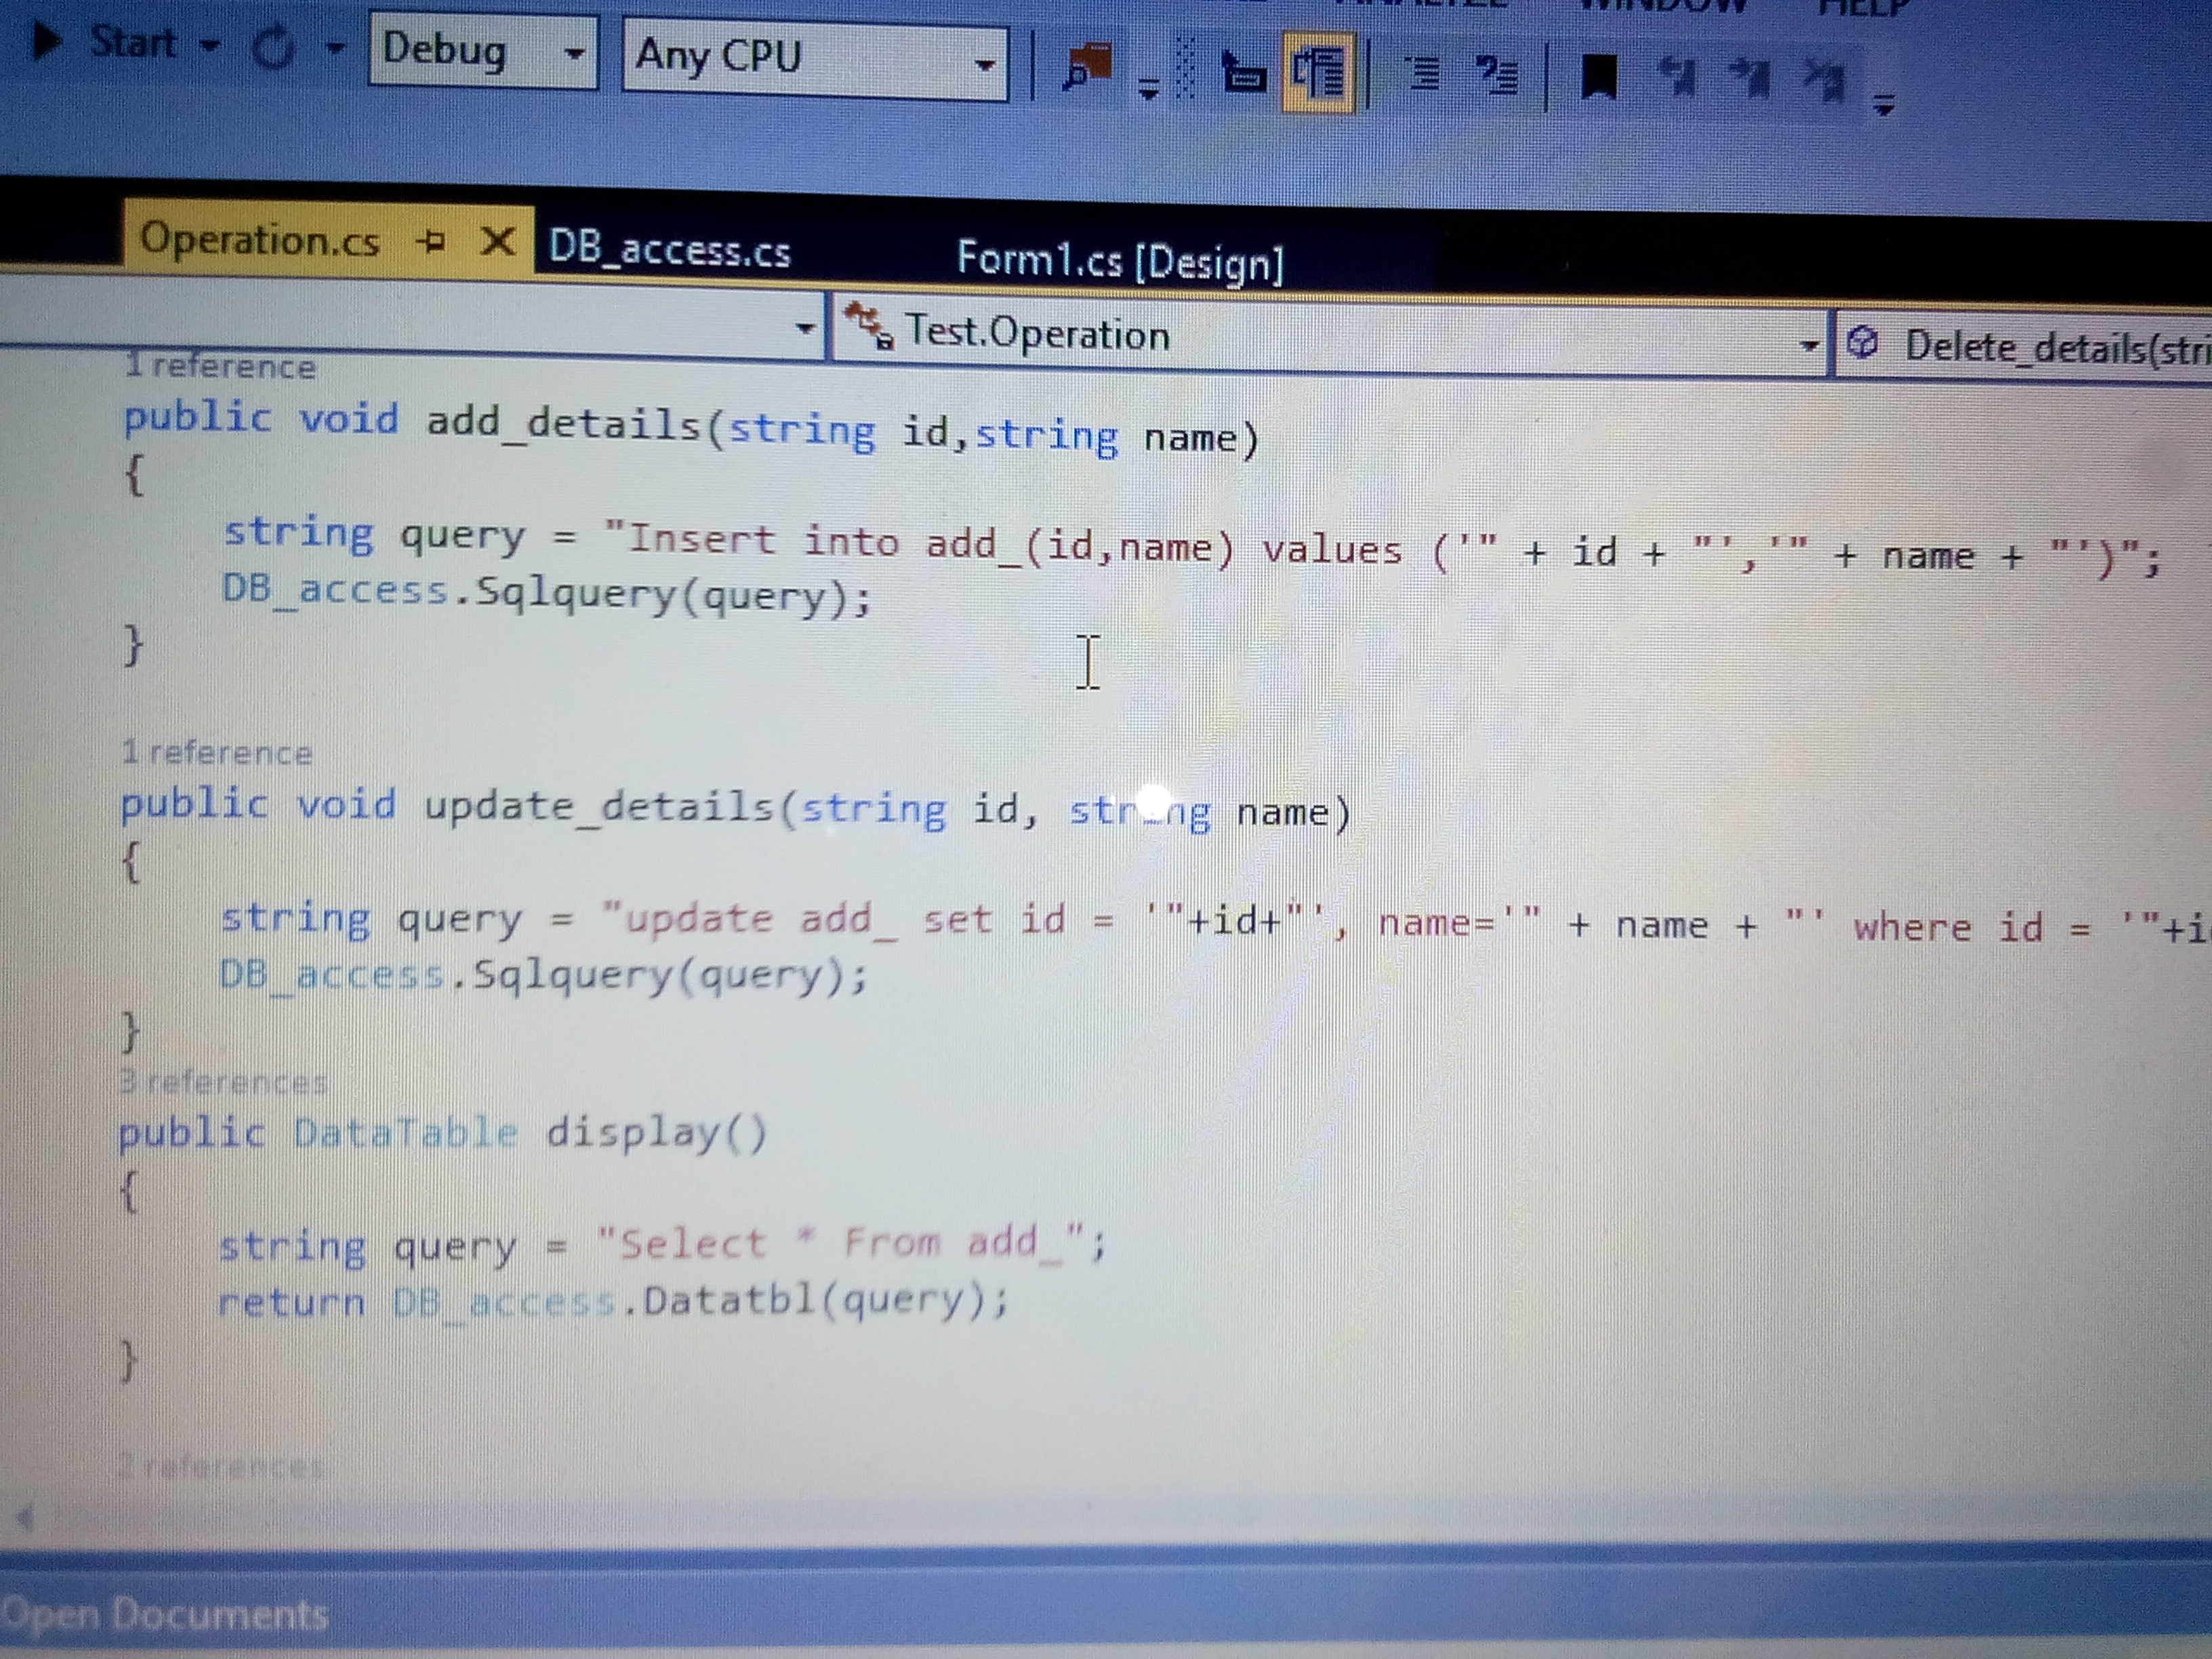 ANALYZE WINDOW HELP
Start Debug Any CPU
Operation.cs DB_access.cs Form1.cs [Design]
Test.Operation Delete_details(stri
1 reference
public void add_details(string id,string name)
{
string query = "Insert into add_(id,name) values ('" + id + "','" + name + "')";
DB_access.Sqlquery(query);
}
1 reference
public void update_details(string id, string name)
{
string query = "update add_ set id = '"+id+"', name='" + name + "' where id = '"+i
DB_access.Sqlquery(query);
}
3 references
public DataTable display()
{
string query = "Select * From add_";
return DB_access.Datatbl(query);
}
2 references
Open Documents